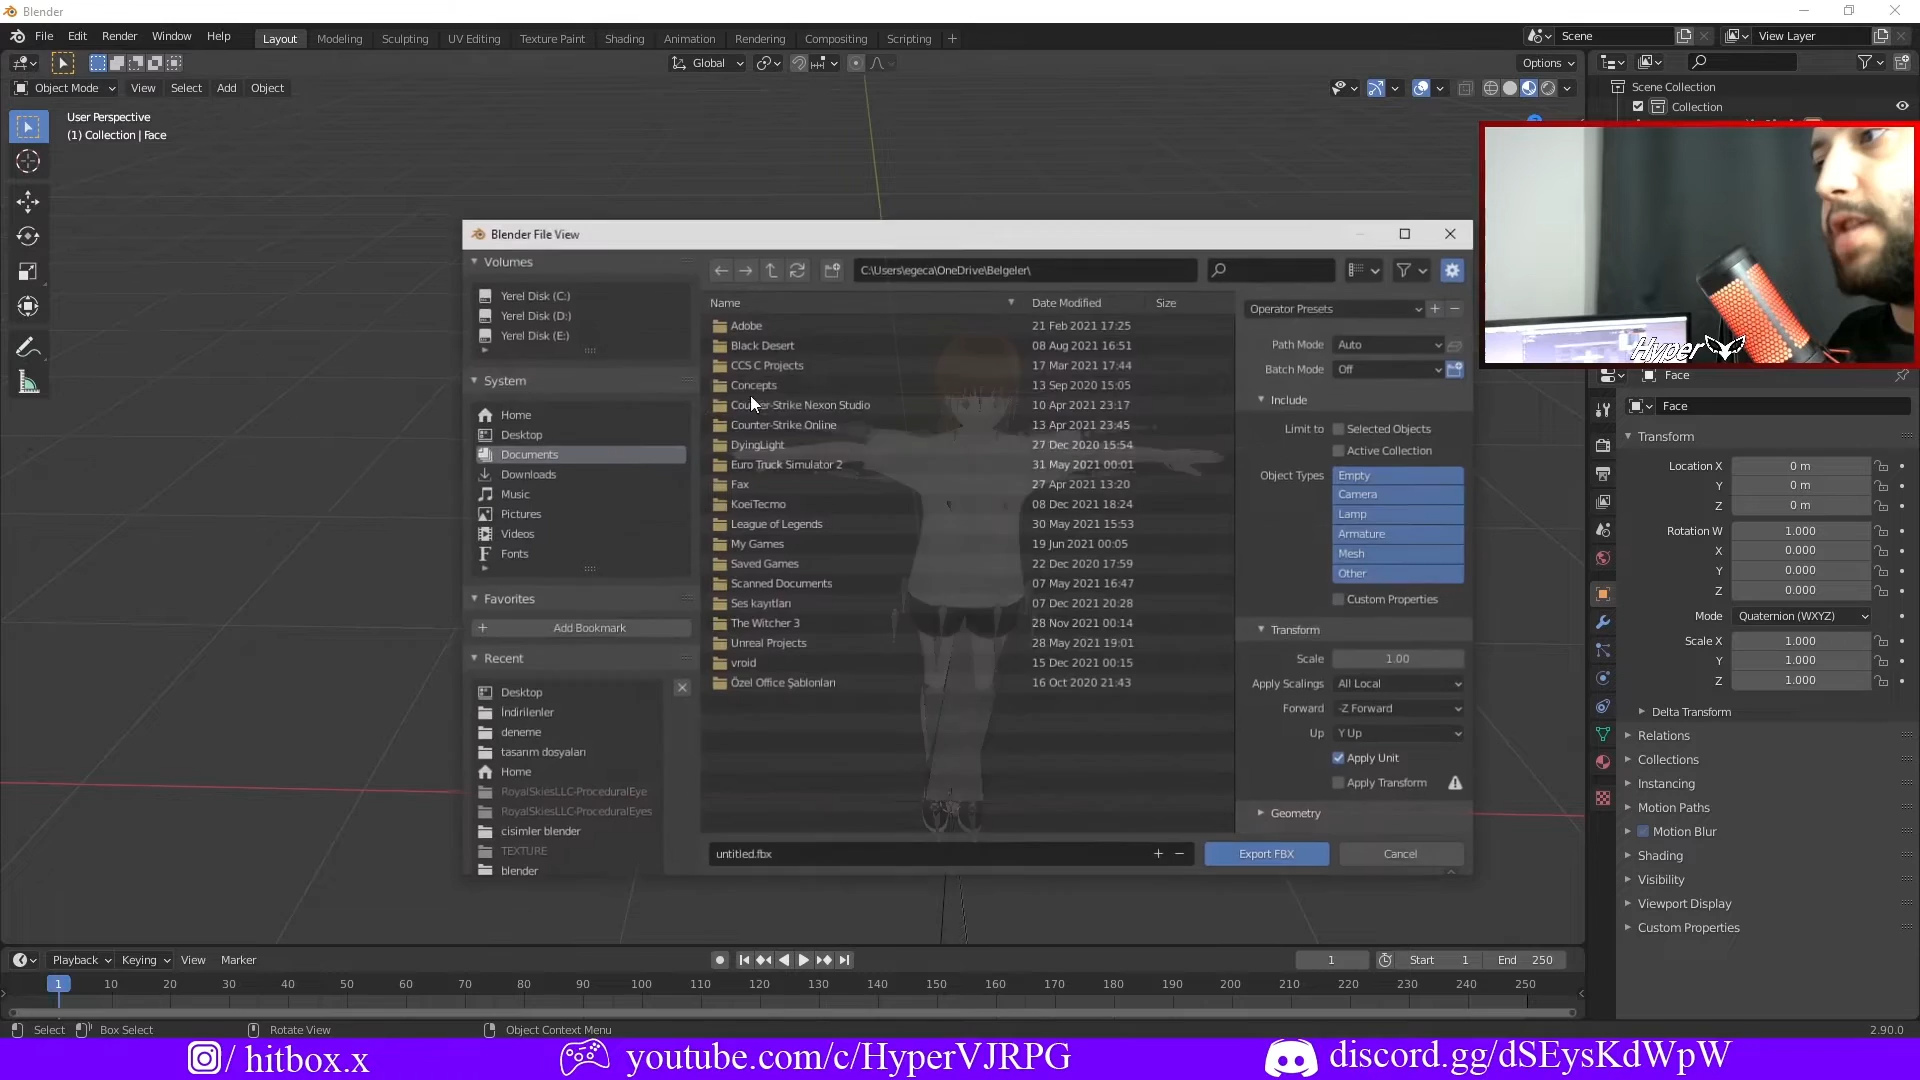 Blender
File Edit Render Window Help
Layout Modeling Sculpting UV Editing Texture Paint Shading Animation Rendering Compositing Scripting +
Scene
View Layer
Global
Options
Object Mode View Select Add Object
User Perspective
(1) Collection | Face
Scene Collection
Collection
Hyper
Blender File View
Volumes
Yerel Disk (C:)
Yerel Disk (D:)
Yerel Disk (E:)
System
Home
Desktop
Documents
Downloads
Music
Pictures
Videos
Fonts
Favorites
Add Bookmark
Recent
Desktop
İndirilenler
deneme
tasarım dosyaları
Home
RoyalSkiesLLC-ProceduralEye
RoyalSkiesLLC-ProceduralEyes
cisimler blender
TEXTURE
blender
C:\Users\egeca\OneDrive\Belgeler\
Name Date Modified Size
Adobe 21 Feb 2021 17:25
Black Desert 08 Aug 2021 16:51
CCS C Projects 17 Mar 2021 17:44
Concepts 13 Sep 2020 15:05
Counter-Strike Nexon Studio 10 Apr 2021 23:17
Counter-Strike Online 13 Apr 2021 23:45
DyingLight 27 Dec 2020 15:54
Euro Truck Simulator 2 31 May 2021 00:01
Fax 27 Apr 2021 13:20
KoeiTecmo 08 Dec 2021 18:24
League of Legends 30 May 2021 15:53
My Games 19 Jun 2021 00:05
Saved Games 22 Dec 2020 17:59
Scanned Documents 07 May 2021 16:47
Ses kayıtları 07 Dec 2021 20:28
The Witcher 3 28 Nov 2021 00:14
Unreal Projects 28 May 2021 19:01
vroid 15 Dec 2021 00:15
Özel Office Şablonları 16 Oct 2020 21:43
untitled.fbx + −
Export FBX
Cancel
Operator Presets + −
Path Mode Auto
Batch Mode Off
Include
Limit to Selected Objects
Active Collection
Object Types Empty
Camera
Lamp
Armature
Mesh
Other
Custom Properties
Transform
Scale 1.00
Apply Scalings All Local
Forward -Z Forward
Up Y Up
Apply Unit
Apply Transform
Geometry
Face
Face
Transform
Location X 0 m
Y 0 m
Z 0 m
Rotation W 1.000
X 0.000
Y 0.000
Z 0.000
Mode Quaternion (WXYZ)
Scale X 1.000
Y 1.000
Z 1.000
Delta Transform
Relations
Collections
Instancing
Motion Paths
Motion Blur
Shading
Visibility
Viewport Display
Custom Properties
Playback Keying View Marker
1 Start 1 End 250
1 10 20 30 40 50 60 70 80 90 100 110 120 130 140 150 160 170 180 190 200 210 220 230 240 250
Select Box Select Rotate View Object Context Menu 2.90.0
/ hitbox.x
youtube.com/c/HyperVJRPG
discord.gg/dSEysKdWpW